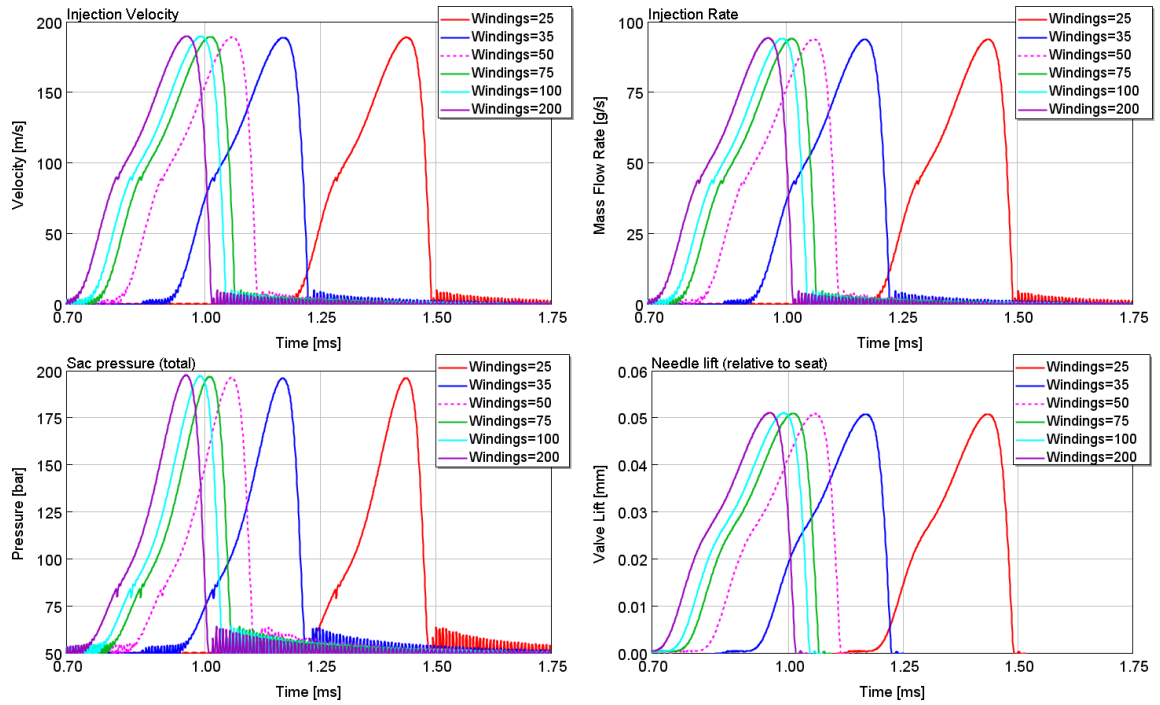 Injection Velocity
Velocity [m/s]
200
150
100
50
0
0.70
1.00
1.25
1.50
1.75
Time [ms]
Windings=25
Windings=35
Windings=50
Windings=75
Windings=100
Windings=200
Injection Rate
Mass Flow Rate [g/s]
100
75
50
25
0
0.70
1.00
1.25
1.50
1.75
Time [ms]
Windings=25
Windings=35
Windings=50
Windings=75
Windings=100
Windings=200
Sac pressure (total)
Pressure [bar]
200
175
150
125
100
75
50
0.70
1.00
1.25
1.50
1.75
Time [ms]
Windings=25
Windings=35
Windings=50
Windings=75
Windings=100
Windings=200
Needle lift (relative to seat)
Valve Lift [mm]
0.06
0.05
0.04
0.03
0.02
0.01
0.00
0.70
1.00
1.25
1.50
1.75
Time [ms]
Windings=25
Windings=35
Windings=50
Windings=75
Windings=100
Windings=200